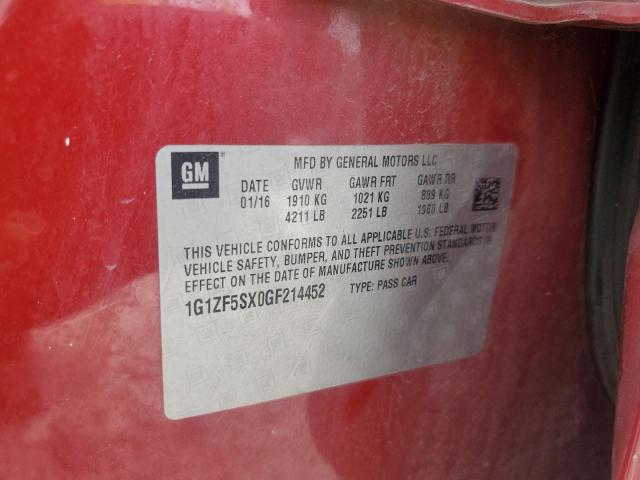 GM ®
MFD BY GENERAL MOTORS LLC
DATE GVWR GAWR FRT GAWR RR
01/16 1910 KG 1021 KG 889 KG
4211 LB 2251 LB 1960 LB
THIS VEHICLE CONFORMS TO ALL APPLICABLE U.S. FEDERAL MOTOR
VEHICLE SAFETY, BUMPER, AND THEFT PREVENTION STANDARDS IN
EFFECT ON THE DATE OF MANUFACTURE SHOWN ABOVE.
1G1ZF5SX0GF214452 TYPE: PASS CAR